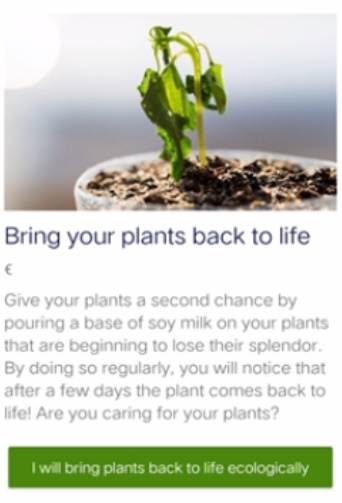 Bring your plants back to life
€
Give your plants a second chance by
pouring a base of soy milk on your plants
that are beginning to lose their splendor.
By doing so regularly, you will notice that
after a few days the plant comes back to
life! Are you caring for your plants?
I will bring plants back to life ecologically